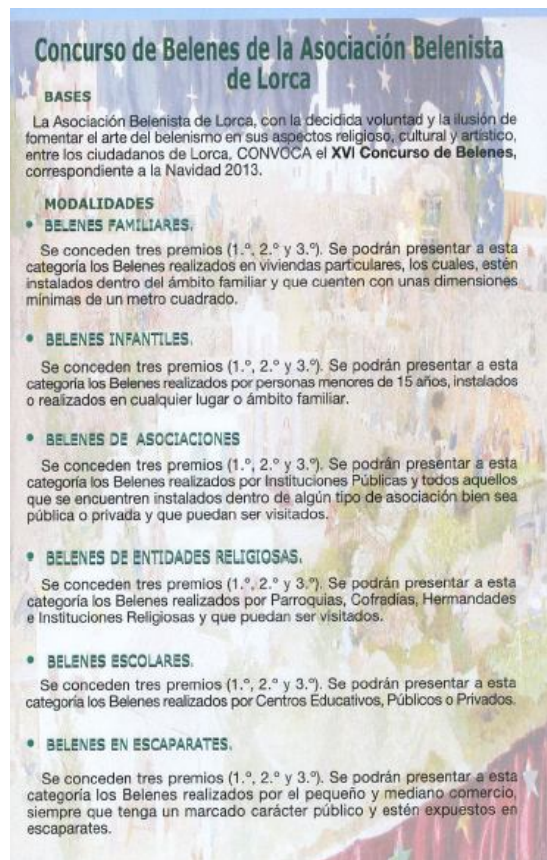 Concurso de Belenes de la Asociación Belenista
de Lorca
BASES
La Asociación Belenista de Lorca, con la decidida voluntad y la ilusión de
fomentar el arte del belenismo en sus aspectos religioso, cultural y artístico,
entre los ciudadanos de Lorca, CONVOCA el XVI Concurso de Belenes,
correspondiente a la Navidad 2013.
MODALIDADES
• BELENES FAMILIARES.
Se conceden tres premios (1.º, 2.º y 3.º). Se podrán presentar a esta
categoría los Belenes realizados en viviendas particulares, los cuales, estén
instalados dentro del ámbito familiar y que cuenten con unas dimensiones
mínimas de un metro cuadrado.
• BELENES INFANTILES.
Se conceden tres premios (1.º, 2.º y 3.º). Se podrán presentar a esta
categoría los Belenes realizados por personas menores de 15 años, instalados
o realizados en cualquier lugar o ámbito familiar.
• BELENES DE ASOCIACIONES
Se conceden tres premios (1.º, 2.º y 3.º). Se podrán presentar a esta
categoría los Belenes realizados por Instituciones Públicas y todos aquellos
que se encuentren instalados dentro de algún tipo de asociación bien sea
pública o privada y que puedan ser visitados.
• BELENES DE ENTIDADES RELIGIOSAS.
Se conceden tres premios (1.º, 2.º y 3.º). Se podrán presentar a esta
categoría los Belenes realizados por Parroquias, Cofradías, Hermandades
e Instituciones Religiosas y que puedan ser visitados.
• BELENES ESCOLARES.
Se conceden tres premios (1.º, 2.º y 3.º). Se podrán presentar a esta
categoría los Belenes realizados por Centros Educativos, Públicos o Privados.
• BELENES EN ESCAPARATES.
Se conceden tres premios (1.º, 2.º y 3.º). Se podrán presentar a esta
categoría los Belenes realizados por el pequeño y mediano comercio,
siempre que tenga un marcado carácter público y estén expuestos en
escaparates.